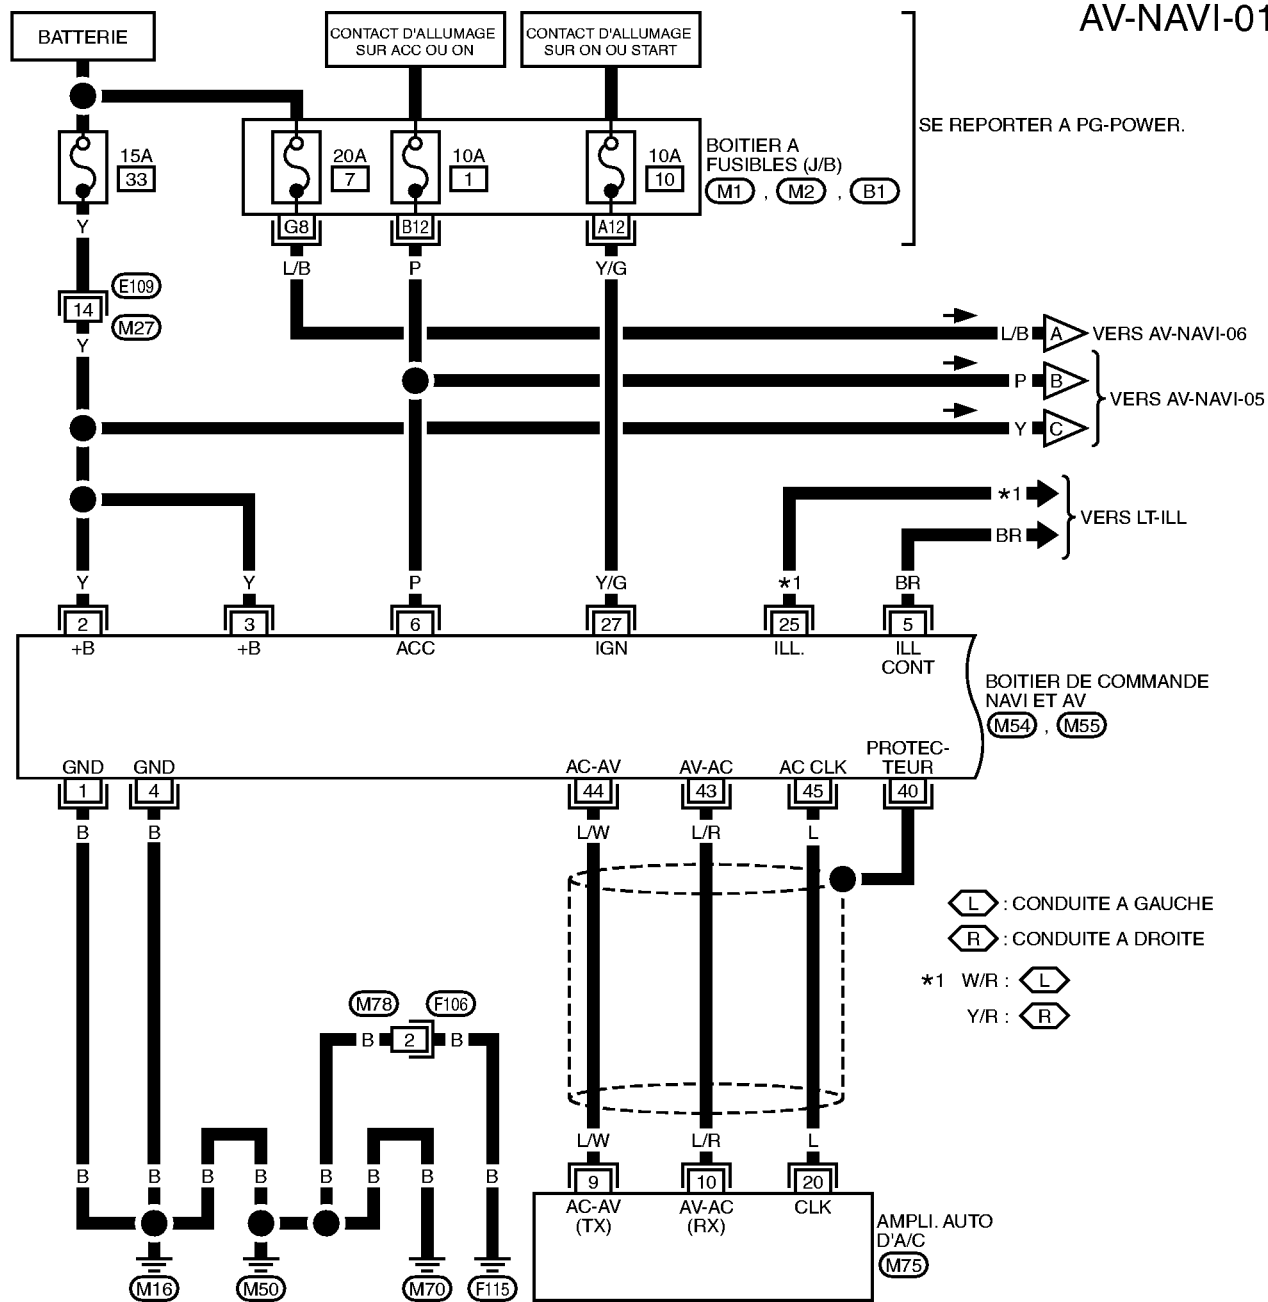 AV-NAVI-01
BATTERIE
CONTACT D'ALLUMAGE
SUR ACC OU ON
CONTACT D'ALLUMAGE
SUR ON OU START
SE REPORTER A PG-POWER.
15A
33
20A
7
10A
1
10A
10
BOITIER A
FUSIBLES (J/B)
M1 , M2 , B1
G8
B12
A12
Y
L/B
P
Y/G
E109
14
M27
Y
L/B
A
VERS AV-NAVI-06
P
B
VERS AV-NAVI-05
Y
C
*1
VERS LT-ILL
BR
Y
Y
P
Y/G
*1
BR
2
3
6
27
25
5
+B
+B
ACC
IGN
ILL.
ILL
CONT
BOITIER DE COMMANDE
NAVI ET AV
M54 , M55
GND
GND
AC-AV
AV-AC
AC CLK
PROTEC-
TEUR
1
4
44
43
45
40
B
B
L/W
L/R
L
L : CONDUITE A GAUCHE
R : CONDUITE A DROITE
*1 W/R : L
Y/R : R
M78
F106
B
2
B
L/W
L/R
L
B
B
B
B
B
B
B
B
9
10
20
AC-AV
(TX)
AV-AC
(RX)
CLK
AMPLI. AUTO
D'A/C
M75
M16
M50
M70
F115